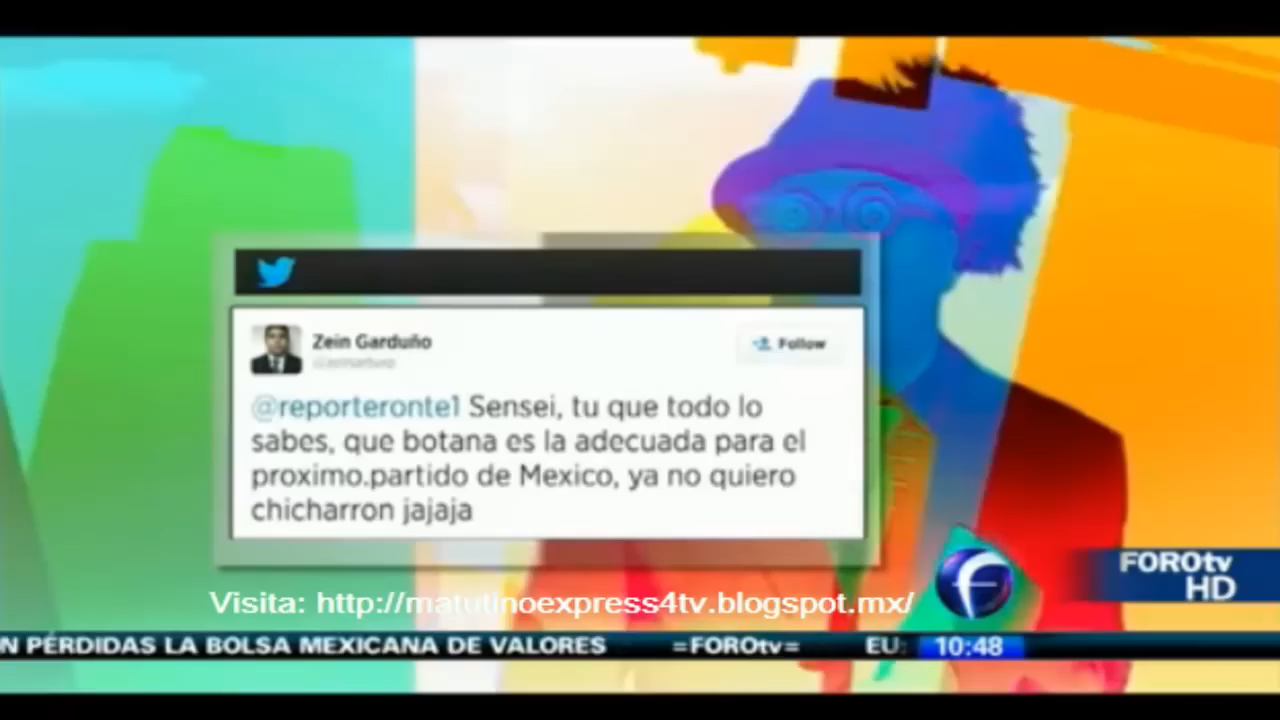 Zein Garduño
Follow
@reporteronte1 Sensei, tu que todo lo
sabes, que botana es la adecuada para el
proximo.partido de Mexico, ya no quiero
chicharron jajaja
FOROtv
HD
Visita: http://matutinoexpress4tv.blogspot.mx/
N PÉRDIDAS LA BOLSA MEXICANA DE VALORES =FOROtv= EU: 10:48